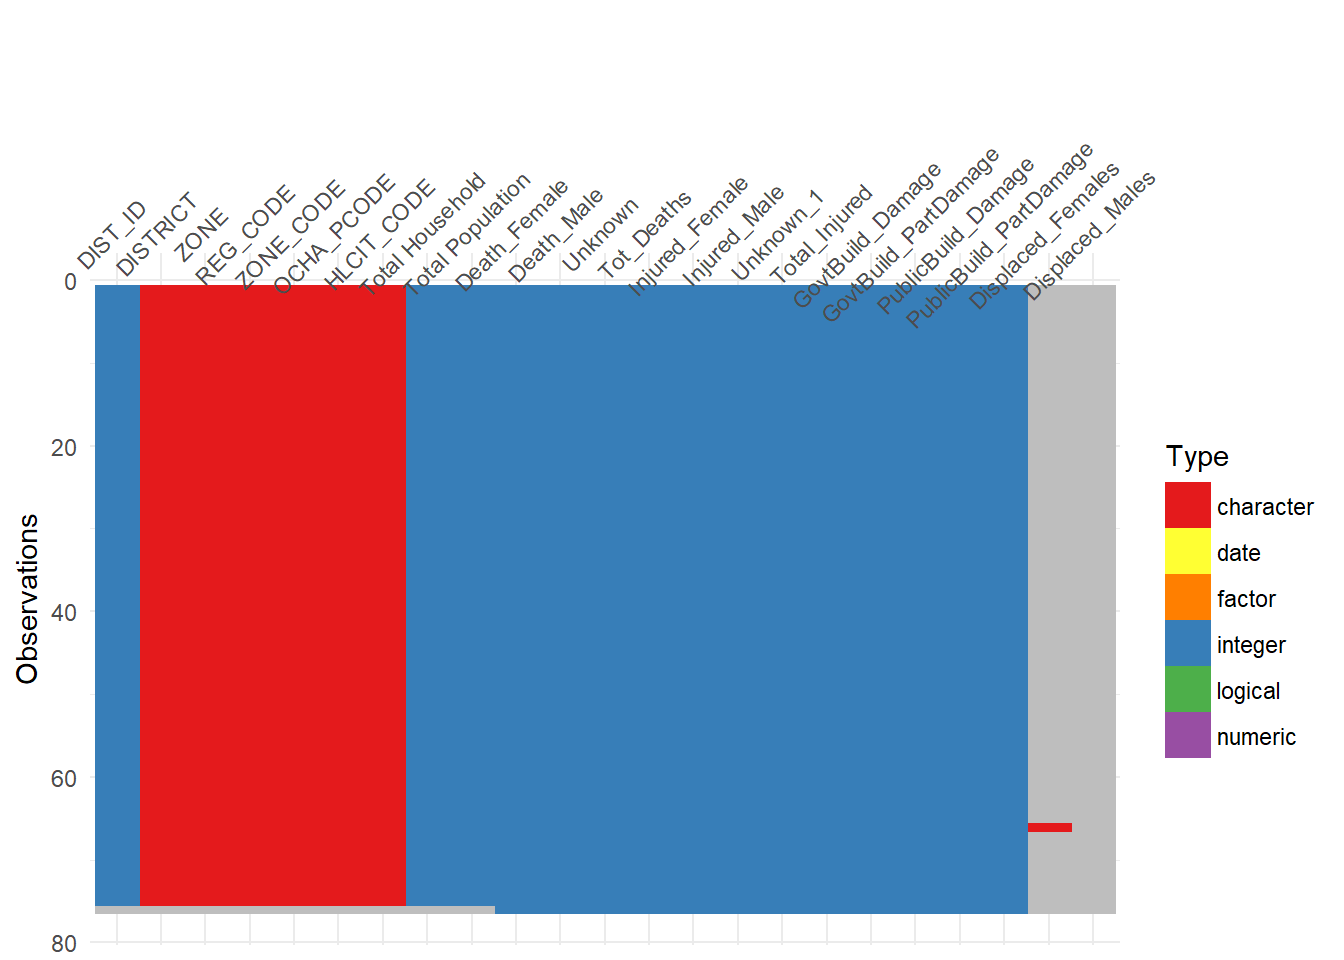 DIST_ID
DISTRICT
ZONE
REG_CODE
ZONE_CODE
OCHA_PCODE
HLCIT_CODE
Total Household
Total Population
Death_Female
Death_Male
Unknown
Tot_Deaths
Injured_Female
Injured_Male
Unknown_1
Total_Injured
GovtBuild_Damage
GovtBuild_PartDamage
PublicBuild_Damage
PublicBuild_PartDamage
Displaced_Females
Displaced_Males
0
20
40
60
80
Observations
Type
character
date
factor
integer
logical
numeric